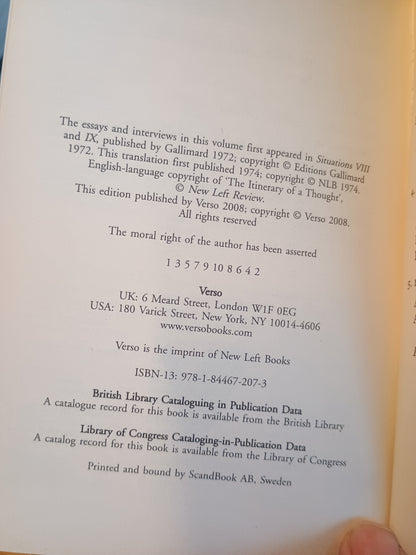 The essays and interviews in this volume first appeared in Situations VIII
and IX, published by Gallimard 1972; copyright © Editions Gallimard
1972. This translation first published 1974; copyright © NLB 1974.
English-language copyright of ‘The Itinerary of a Thought’,
© New Left Review.
This edition published by Verso 2008; copyright © Verso 2008.
All rights reserved
The moral right of the author has been asserted
1 3 5 7 9 10 8 6 4 2
Verso
UK: 6 Meard Street, London W1F 0EG
USA: 180 Varick Street, New York, NY 10014-4606
www.versobooks.com
Verso is the imprint of New Left Books
ISBN-13: 978-1-84467-207-3
British Library Cataloguing in Publication Data
A catalogue record for this book is available from the British Library
Library of Congress Cataloging-in-Publication Data
A catalog record for this book is available from the Library of Congress
Printed and bound by ScandBook AB, Sweden